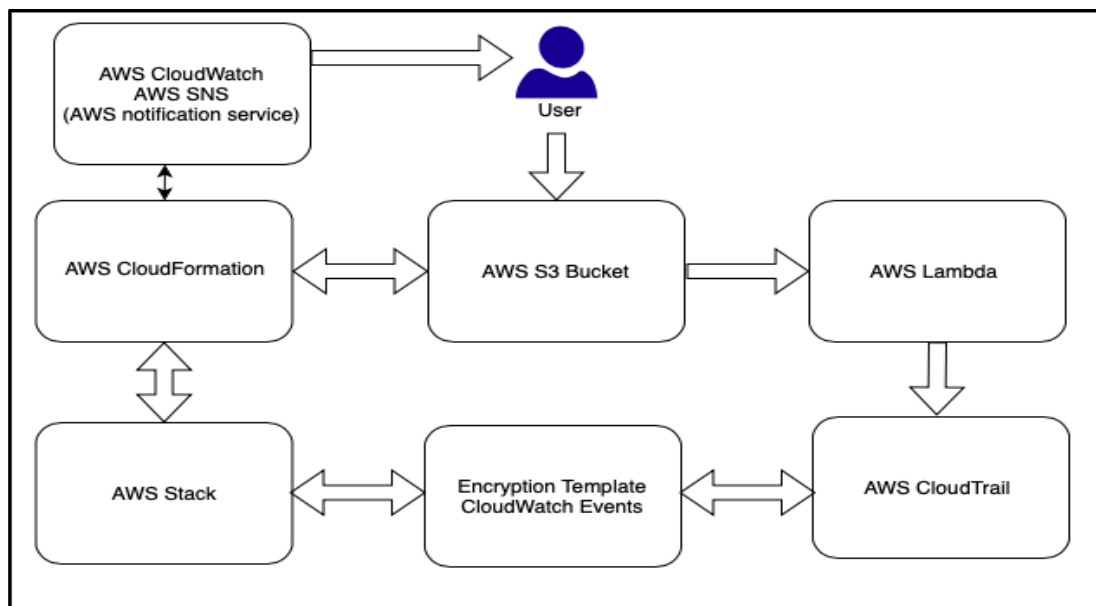 AWS CloudWatch
AWS SNS
(AWS notification service)
User
AWS CloudFormation
AWS S3 Bucket
AWS Lambda
AWS Stack
Encryption Template
CloudWatch Events
AWS CloudTrail